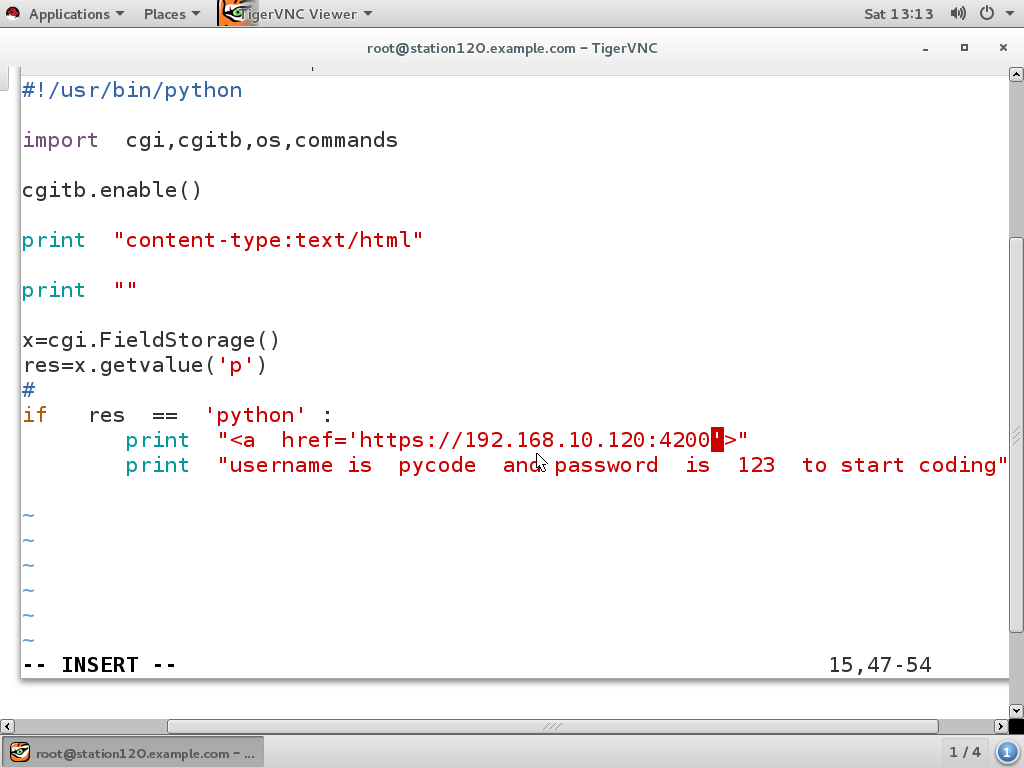 Applications Places TigerVNC Viewer Sat 13:13
root@station120.example.com − TigerVNC
#!/usr/bin/python
import  cgi,cgitb,os,commands
cgitb.enable()
print  "content-type:text/html"
print  ""
x=cgi.FieldStorage()
res=x.getvalue('p')
#
if   res  ==  'python' :
        print  "<a  href='https://192.168.10.120:4200'>"
        print  "username is  pycode  and password  is  123  to start coding"
~
~
~
~
~
~
-- INSERT -- 15,47-54
root@station120.example.com − ... 1 / 4 1